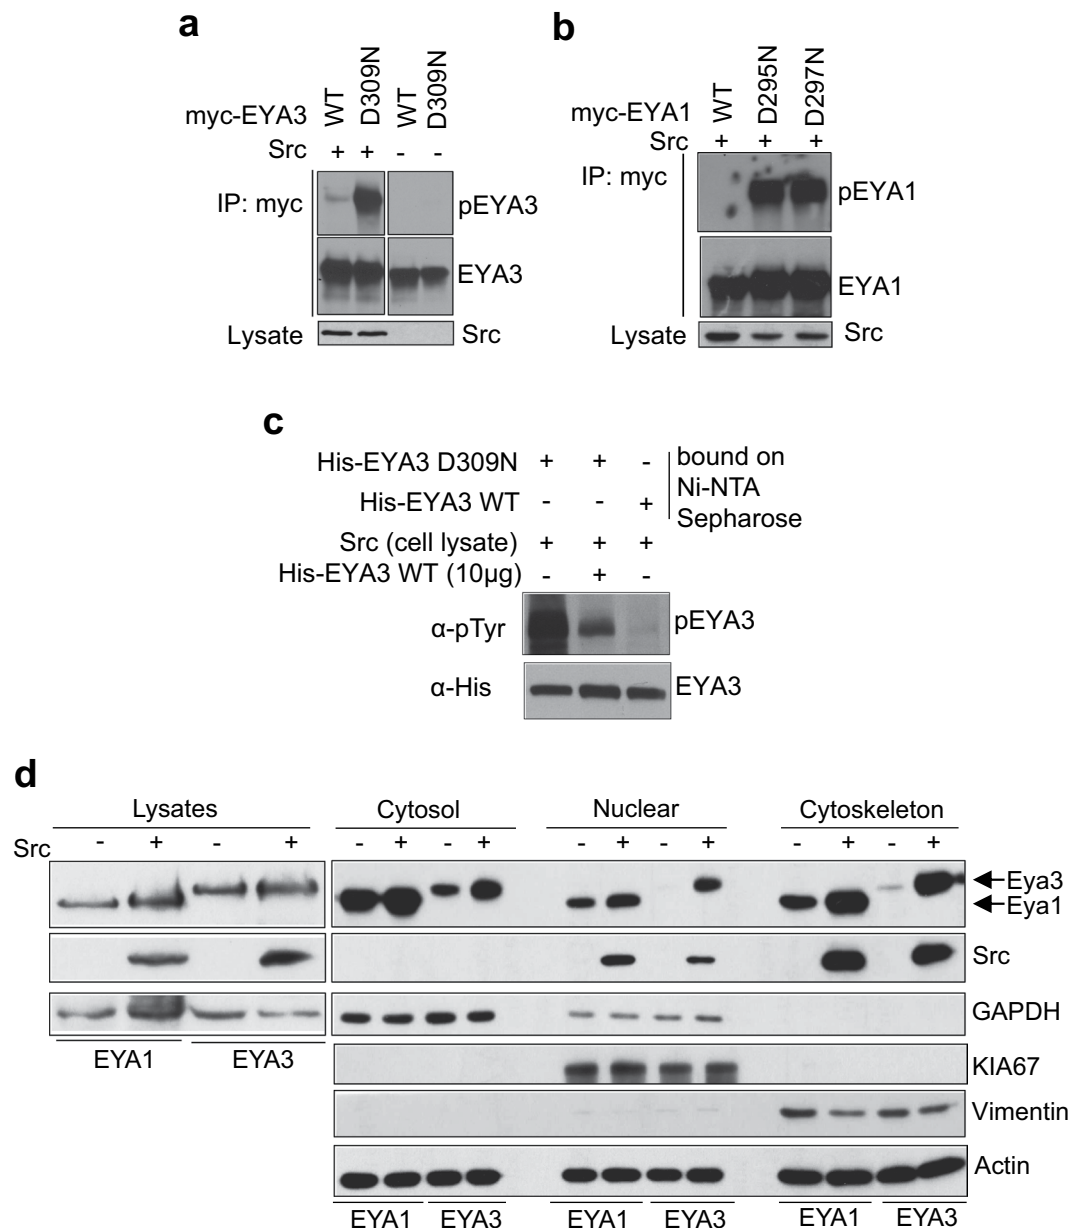 a
myc-EYA3 WT D309N WT D309N
Src + + - -
IP: myc
pEYA3
EYA3
Lysate
Src
b
myc-EYA1 WT D295N D297N
Src + + +
IP: myc
pEYA1
EYA1
Lysate
Src
c
His-EYA3 D309N + + -
His-EYA3 WT - - +
bound on
Ni-NTA
Sepharose
Src (cell lysate) + + +
His-EYA3 WT (10µg) - + -
α-pTyr
pEYA3
α-His
EYA3
d
Lysates Cytosol Nuclear Cytoskeleton
Src - + - + - + - + - + - + - + - +
Eya3
Eya1
Src
GAPDH
EYA1 EYA3
KIA67
Vimentin
Actin
EYA1 EYA3 EYA1 EYA3 EYA1 EYA3